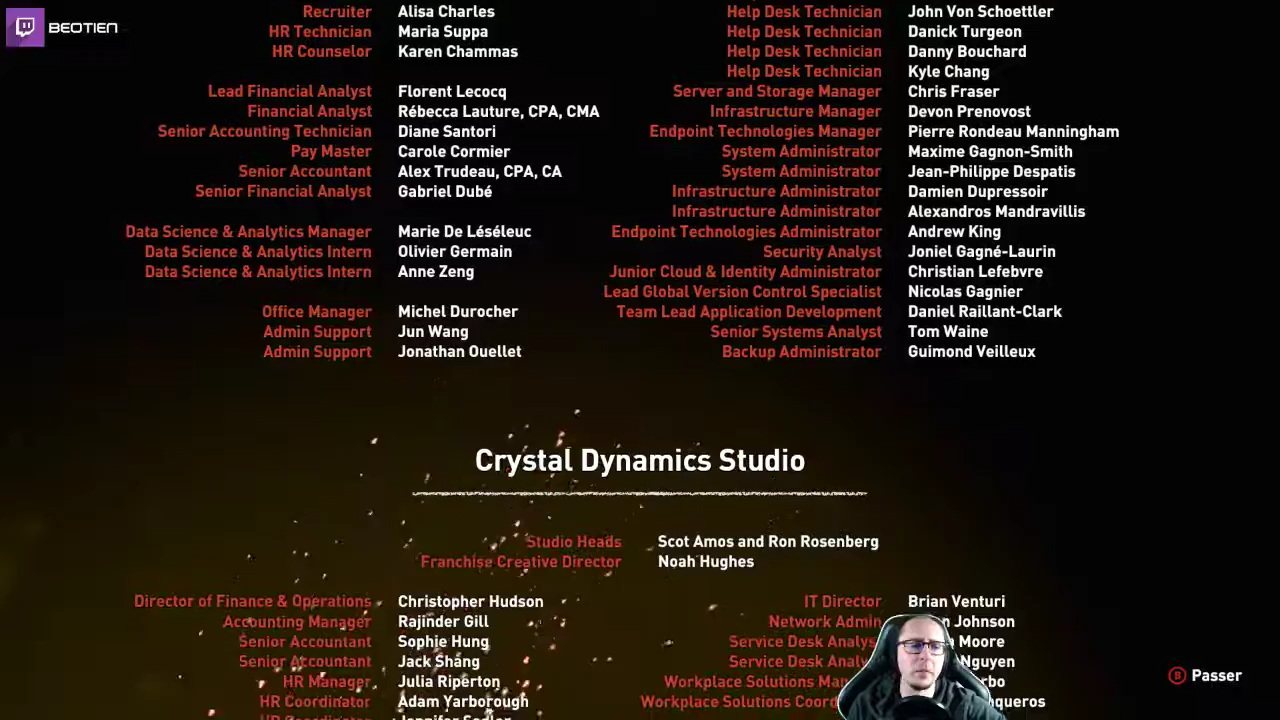 BEOTIEN
Recruiter Alisa Charles
HR Technician Maria Suppa
HR Counselor Karen Chammas
Lead Financial Analyst Florent Lecocq
Financial Analyst Rébecca Lauture, CPA, CMA
Senior Accounting Technician Diane Santori
Pay Master Carole Cormier
Senior Accountant Alex Trudeau, CPA, CA
Senior Financial Analyst Gabriel Dubé
Data Science & Analytics Manager Marie De Léséleuc
Data Science & Analytics Intern Olivier Germain
Data Science & Analytics Intern Anne Zeng
Office Manager Michel Durocher
Admin Support Jun Wang
Admin Support Jonathan Ouellet
Help Desk Technician John Von Schoettler
Help Desk Technician Danick Turgeon
Help Desk Technician Danny Bouchard
Help Desk Technician Kyle Chang
Server and Storage Manager Chris Fraser
Infrastructure Manager Devon Prenovost
Endpoint Technologies Manager Pierre Rondeau Manningham
System Administrator Maxime Gagnon-Smith
System Administrator Jean-Philippe Despatis
Infrastructure Administrator Damien Dupressoir
Infrastructure Administrator Alexandros Mandravillis
Endpoint Technologies Administrator Andrew King
Security Analyst Joniel Gagné-Laurin
Junior Cloud & Identity Administrator Christian Lefebvre
Lead Global Version Control Specialist Nicolas Gagnier
Team Lead Application Development Daniel Raillant-Clark
Senior Systems Analyst Tom Waine
Backup Administrator Guimond Veilleux
Crystal Dynamics Studio
Studio Heads Scot Amos and Ron Rosenberg
Franchise Creative Director Noah Hughes
Director of Finance & Operations Christopher Hudson
Accounting Manager Rajinder Gill
Senior Accountant Sophie Hung
Senior Accountant Jack Shang
HR Manager Julia Riperton
HR Coordinator Adam Yarborough
IT Director Brian Venturi
Network Admin Johnson
Service Desk Moore
Service Desk Nguyen
Workplace Solutions
Workplace Solutions
B Passer